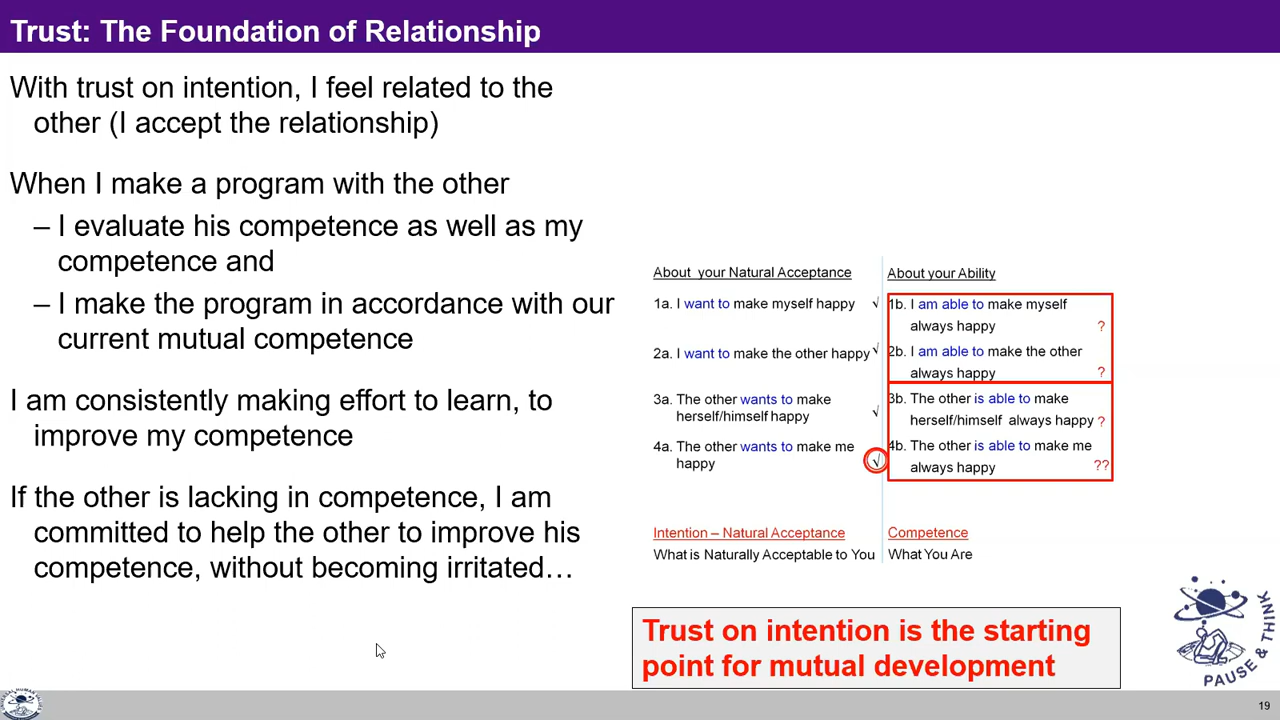 Trust: The Foundation of Relationship
With trust on intention, I feel related to the
other (I accept the relationship)
When I make a program with the other
– I evaluate his competence as well as my
competence and
– I make the program in accordance with our
current mutual competence
I am consistently making effort to learn, to
improve my competence
If the other is lacking in competence, I am
committed to help the other to improve his
competence, without becoming irritated…
About your Natural Acceptance
1a. I want to make myself happy √
2a. I want to make the other happy √
3a. The other wants to make
herself/himself happy √
4a. The other wants to make me
happy √
Intention – Natural Acceptance
What is Naturally Acceptable to You
About your Ability
1b. I am able to make myself
always happy ?
2b. I am able to make the other
always happy ?
3b. The other is able to make
herself/himself always happy ?
4b. The other is able to make me
always happy ??
Competence
What You Are
Trust on intention is the starting
point for mutual development
PAUSE & THINK
19